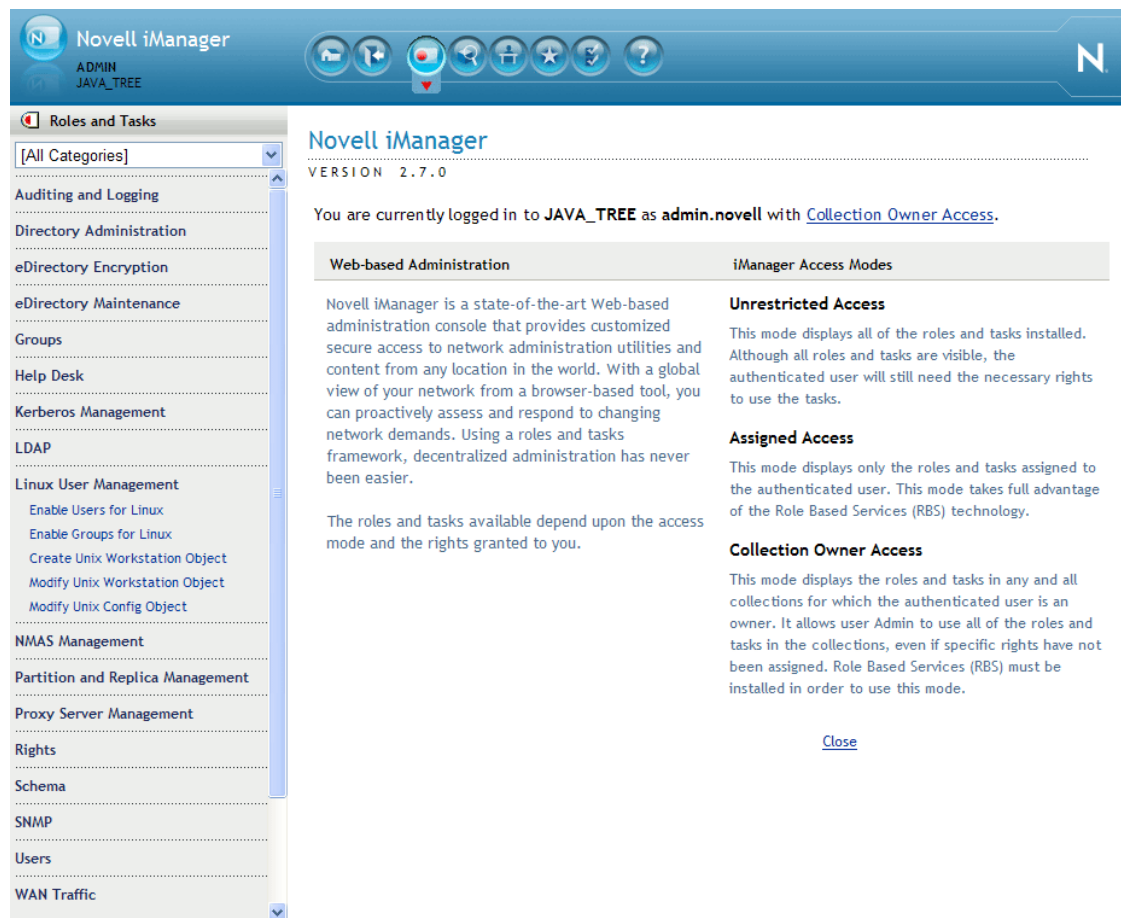 N
Novell iManager
ADMIN
JAVA_TREE
?
N
Roles and Tasks
[All Categories]
Auditing and Logging
Directory Administration
eDirectory Encryption
eDirectory Maintenance
Groups
Help Desk
Kerberos Management
LDAP
Linux User Management
Enable Users for Linux
Enable Groups for Linux
Create Unix Workstation Object
Modify Unix Workstation Object
Modify Unix Config Object
NMAS Management
Partition and Replica Management
Proxy Server Management
Rights
Schema
SNMP
Users
WAN Traffic
Novell iManager
VERSION 2.7.0
You are currently logged in to JAVA_TREE as admin.novell with Collection Owner Access.
Web-based Administration
Novell iManager is a state-of-the-art Web-based
administration console that provides customized
secure access to network administration utilities and
content from any location in the world. With a global
view of your network from a browser-based tool, you
can proactively assess and respond to changing
network demands. Using a roles and tasks
framework, decentralized administration has never
been easier.
The roles and tasks available depend upon the access
mode and the rights granted to you.
iManager Access Modes
Unrestricted Access
This mode displays all of the roles and tasks installed.
Although all roles and tasks are visible, the
authenticated user will still need the necessary rights
to use the tasks.
Assigned Access
This mode displays only the roles and tasks assigned to
the authenticated user. This mode takes full advantage
of the Role Based Services (RBS) technology.
Collection Owner Access
This mode displays the roles and tasks in any and all
collections for which the authenticated user is an
owner. It allows user Admin to use all of the roles and
tasks in the collections, even if specific rights have not
been assigned. Role Based Services (RBS) must be
installed in order to use this mode.
Close